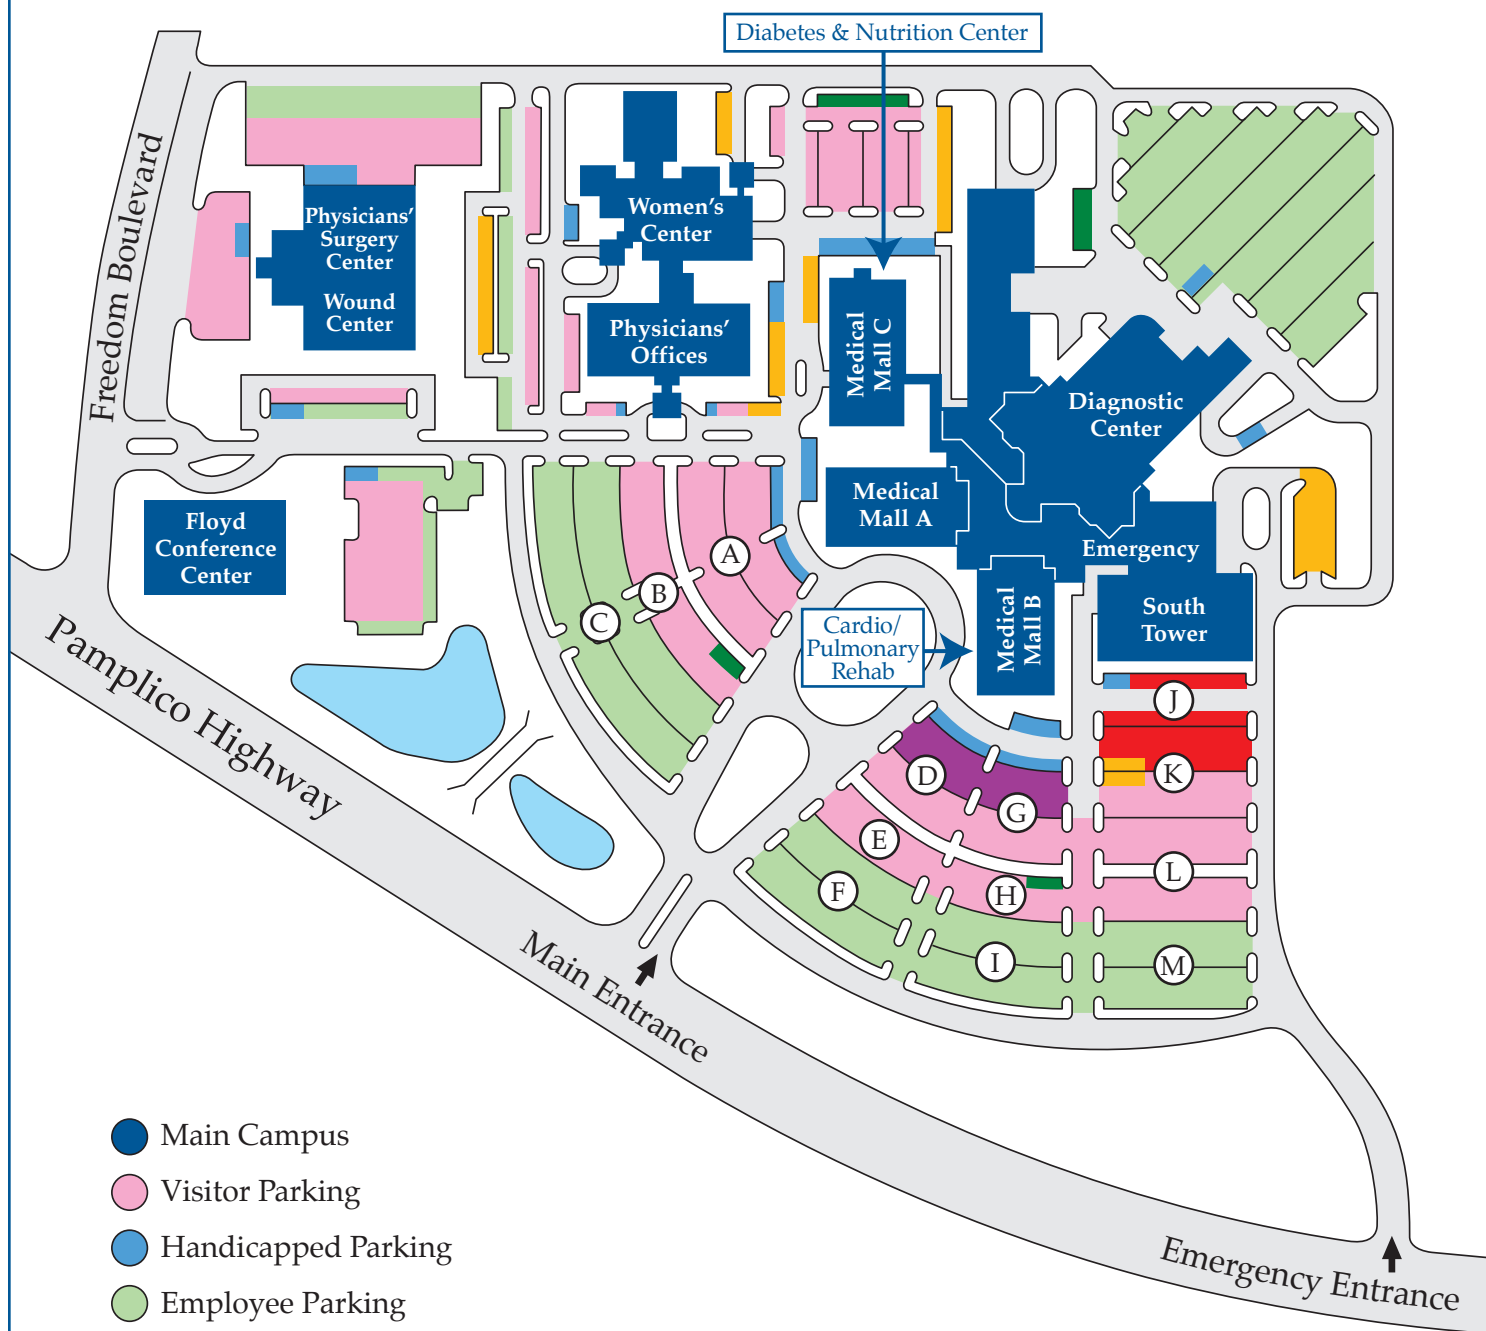 Diabetes & Nutrition Center
Freedom Boulevard
Physicians’
Surgery
Center
Wound
Center
Women’s
Center
Physicians’
Offices
Medical
Mall C
Diagnostic
Center
Medical
Mall A
Emergency
Floyd
Conference
Center
South
Tower
Medical
Mall B
Cardio/
Pulmonary
Rehab
A
B
C
D
E
F
G
H
I
J
K
L
M
Pamplico Highway
Main Entrance
Emergency Entrance
Main Campus
Visitor Parking
Handicapped Parking
Employee Parking